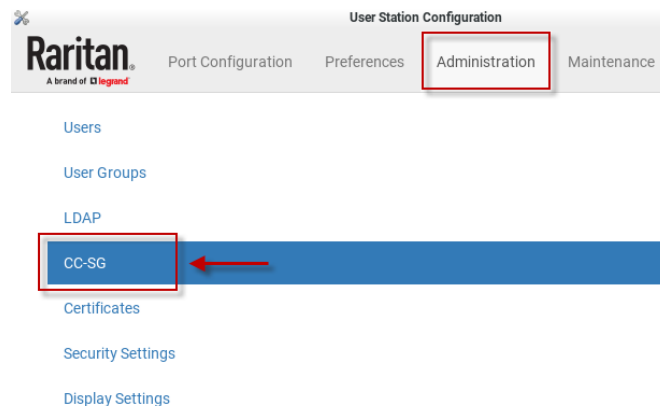 User Station Configuration
Raritan.
A brand of legrand
Port Configuration Preferences Administration Maintenance
Users
User Groups
LDAP
CC-SG
Certificates
Security Settings
Display Settings